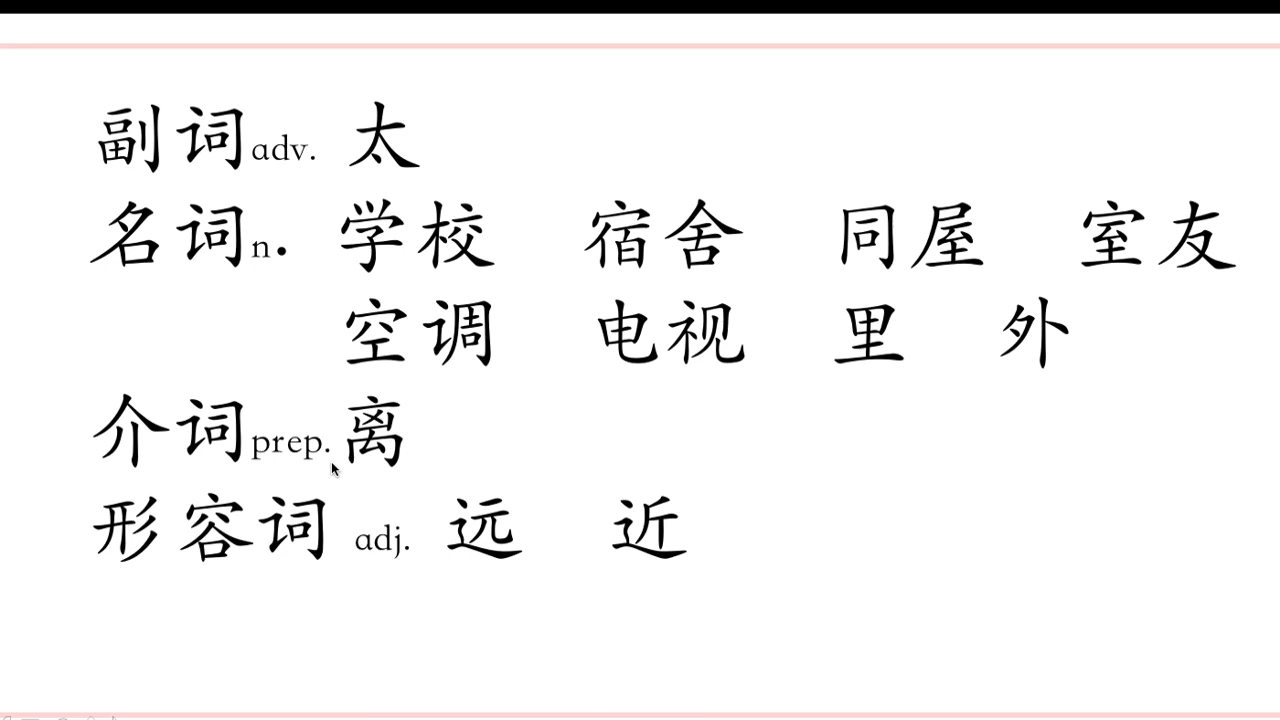 副词adv. 太
名词n. 学校 宿舍 同屋 室友
空调 电视 里 外
介词prep. 离
形容词 adj. 远 近